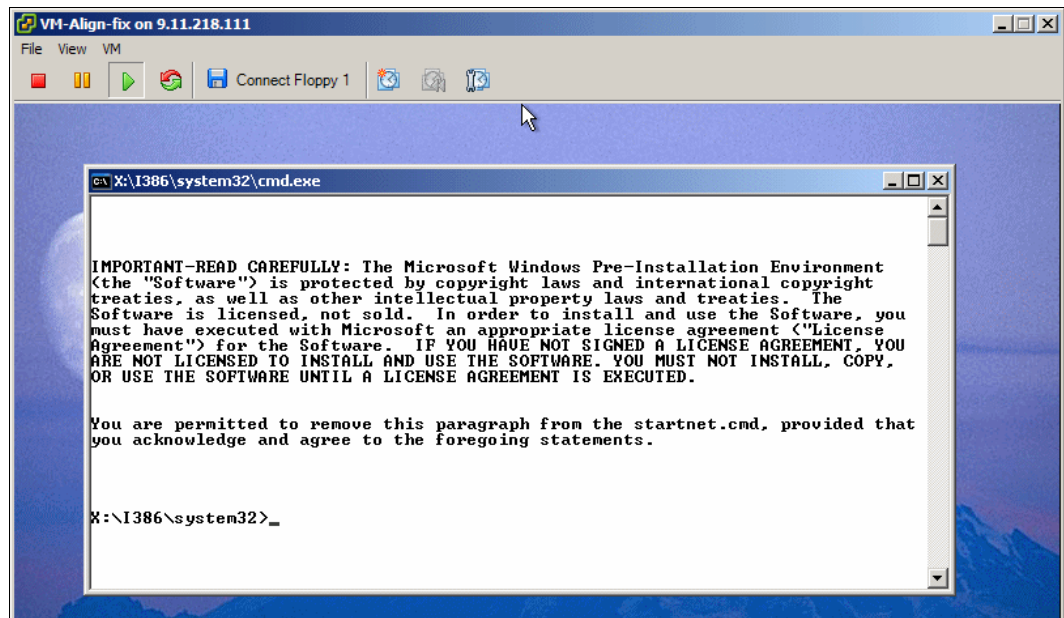 VM-Align-fix on 9.11.218.111
File View VM
Connect Floppy 1
X:\I386\system32\cmd.exe
IMPORTANT-READ CAREFULLY: The Microsoft Windows Pre-Installation Environment
(the "Software") is protected by copyright laws and international copyright
treaties, as well as other intellectual property laws and treaties.  The
Software is licensed, not sold.  In order to install and use the Software, you
must have executed with Microsoft an appropriate license agreement ("License
Agreement") for the Software.  IF YOU HAVE NOT SIGNED A LICENSE AGREEMENT, YOU
ARE NOT LICENSED TO INSTALL AND USE THE SOFTWARE. YOU MUST NOT INSTALL, COPY,
OR USE THE SOFTWARE UNTIL A LICENSE AGREEMENT IS EXECUTED.
You are permitted to remove this paragraph from the startnet.cmd, provided that
you acknowledge and agree to the foregoing statements.
X:\I386\system32>_